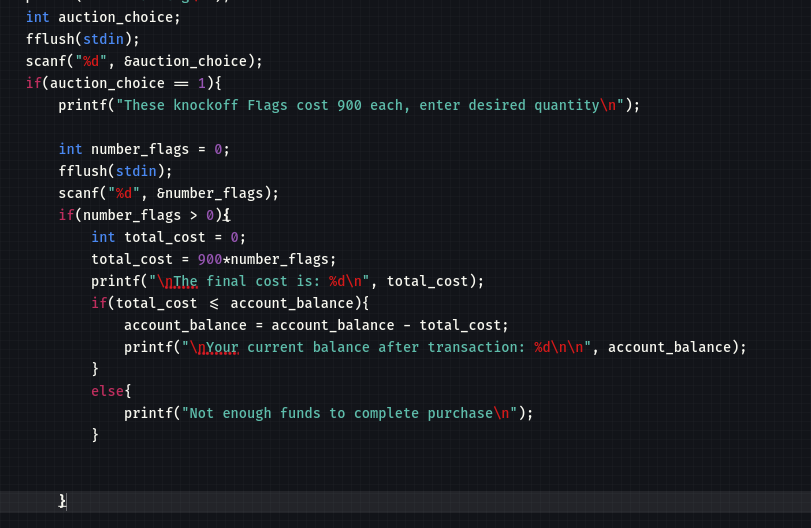 int auction_choice;
fflush(stdin);
scanf("%d", &auction_choice);
if(auction_choice == 1){
    printf("These knockoff Flags cost 900 each, enter desired quantity\n");

    int number_flags = 0;
    fflush(stdin);
    scanf("%d", &number_flags);
    if(number_flags > 0){
        int total_cost = 0;
        total_cost = 900*number_flags;
        printf("\nThe final cost is: %d\n", total_cost);
        if(total_cost <= account_balance){
            account_balance = account_balance - total_cost;
            printf("\nYour current balance after transaction: %d\n\n", account_balance);
        }
        else{
            printf("Not enough funds to complete purchase\n");
        }

    }